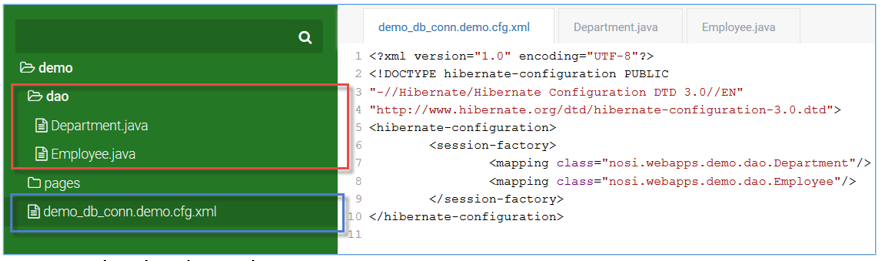 demo
dao
Department.java
Employee.java
pages
demo_db_conn.demo.cfg.xml
demo_db_conn.demo.cfg.xml Department.java Employee.java
1 <?xml version="1.0" encoding="UTF-8"?>
2 <!DOCTYPE hibernate-configuration PUBLIC
3 "-//Hibernate/Hibernate Configuration DTD 3.0//EN"
4 "http://www.hibernate.org/dtd/hibernate-configuration-3.0.dtd">
5 <hibernate-configuration>
6 <session-factory>
7 <mapping class="nosi.webapps.demo.dao.Department"/>
8 <mapping class="nosi.webapps.demo.dao.Employee"/>
9 </session-factory>
10 </hibernate-configuration>
11